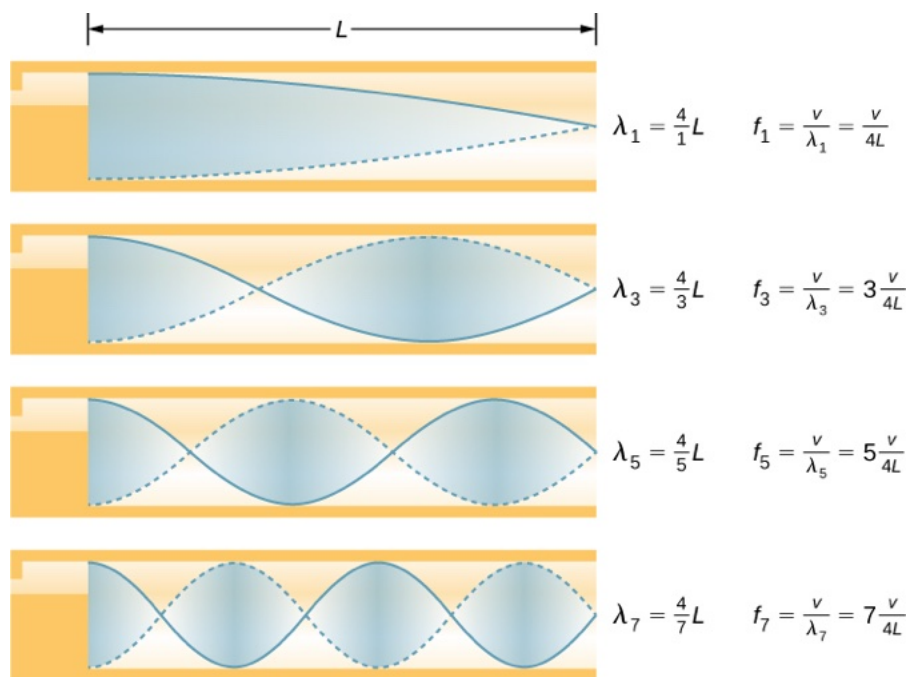 L
λ₁ = 4/1 L f₁ = v/λ₁ = v/4L
λ₃ = 4/3 L f₃ = v/λ₃ = 3 v/4L
λ₅ = 4/5 L f₅ = v/λ₅ = 5 v/4L
λ₇ = 4/7 L f₇ = v/λ₇ = 7 v/4L